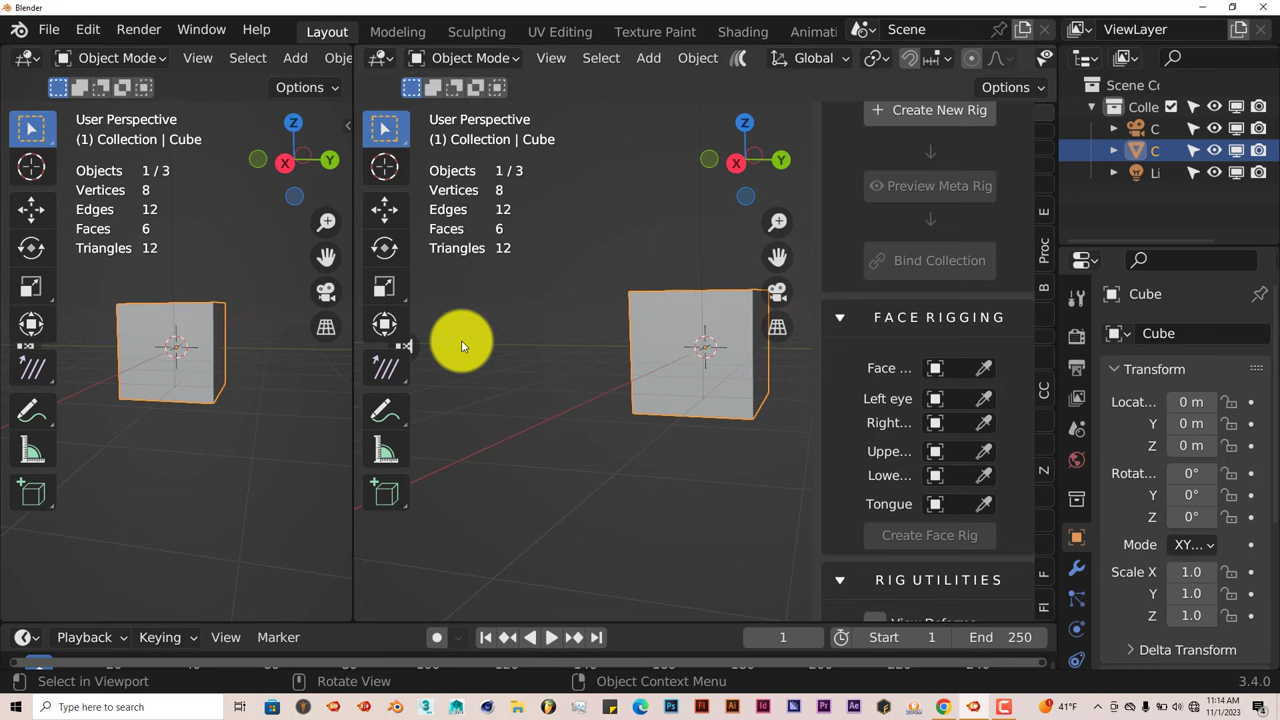 Blender
File Edit Render Window Help Layout Modeling Sculpting UV Editing Texture Paint Shading Animati Scene ViewLayer
Object Mode View Select Add Obje
Object Mode View Select Add Object Global
Options
Options
User Perspective
(1) Collection | Cube
Objects 1 / 3
Vertices 8
Edges 12
Faces 6
Triangles 12
Z
X
Y
User Perspective
(1) Collection | Cube
Objects 1 / 3
Vertices 8
Edges 12
Faces 6
Triangles 12
Z
X
Y
Create New Rig
Preview Meta Rig
Bind Collection
FACE RIGGING
Face ...
Left eye
Right...
Uppe...
Lowe...
Tongue
Create Face Rig
RIG UTILITIES
E
Proc
B
CC
Z
F
Scene Co
Colle
C
C
Li
Cube
Cube
Transform
Locat... 0 m
Y 0 m
Z 0 m
Rotat... 0°
Y 0°
Z 0°
Mode XY...
Scale X 1.0
Y 1.0
Z 1.0
Delta Transform
Playback Keying View Marker 1 Start 1 End 250
Select in Viewport Rotate View Object Context Menu 3.4.0
Type here to search 41°F 11:14 AM
11/1/2023